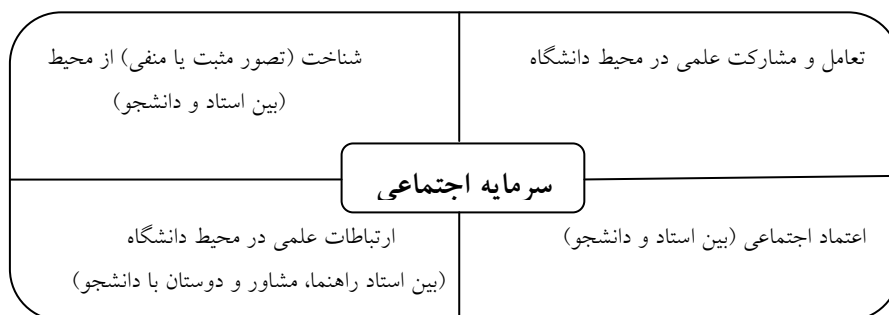 تعامل و مشارکت علمی در محیط دانشگاه
شناخت (تصور مثبت یا منفی) از محیط
(بین استاد و دانشجو)
سرمایه اجتماعی
اعتماد اجتماعی (بین استاد و دانشجو)
ارتباطات علمی در محیط دانشگاه
(بین استاد راهنما، مشاور و دوستان با دانشجو)